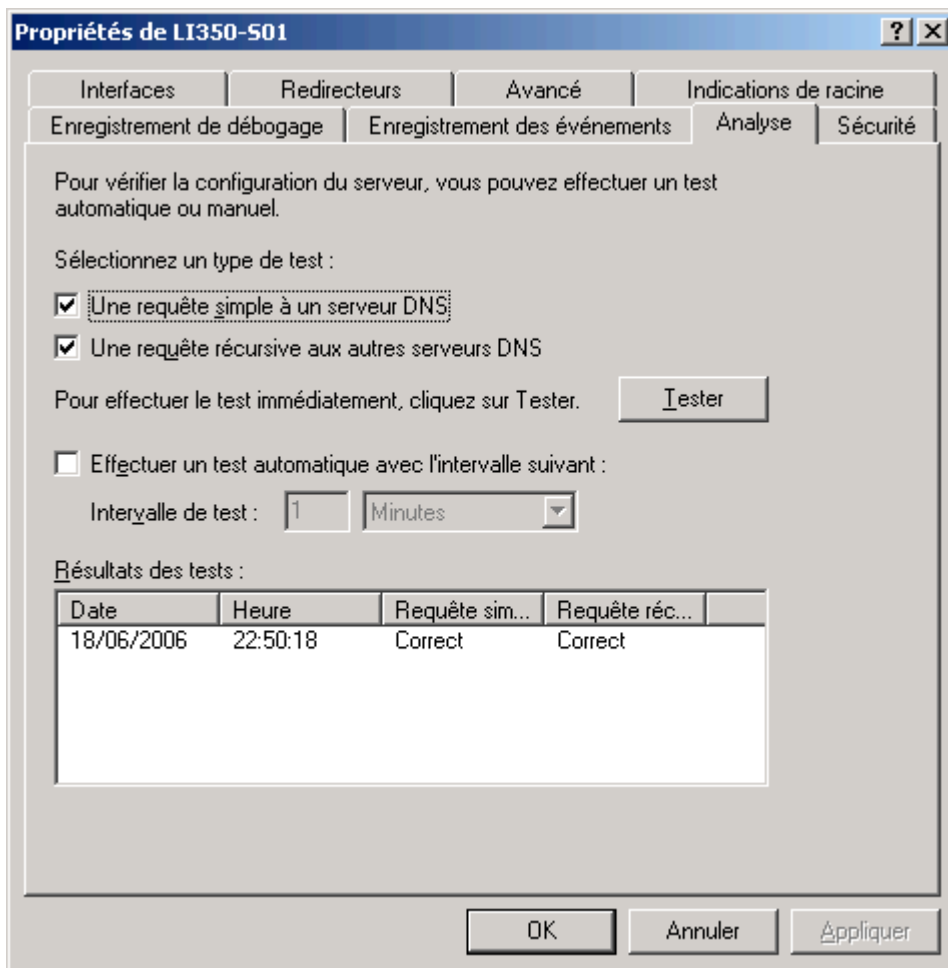 Propriétés de LI350-S01
Interfaces Redirecteurs Avancé Indications de racine
Enregistrement de débogage Enregistrement des événements Analyse Sécurité
Pour vérifier la configuration du serveur, vous pouvez effectuer un test
automatique ou manuel.
Sélectionnez un type de test :
Une requête simple à un serveur DNS
Une requête récursive aux autres serveurs DNS
Pour effectuer le test immédiatement, cliquez sur Tester. Tester
Effectuer un test automatique avec l'intervalle suivant :
Intervalle de test : 1 Minutes
Résultats des tests :
Date Heure Requête sim... Requête réc...
18/06/2006 22:50:18 Correct Correct
OK Annuler Appliquer